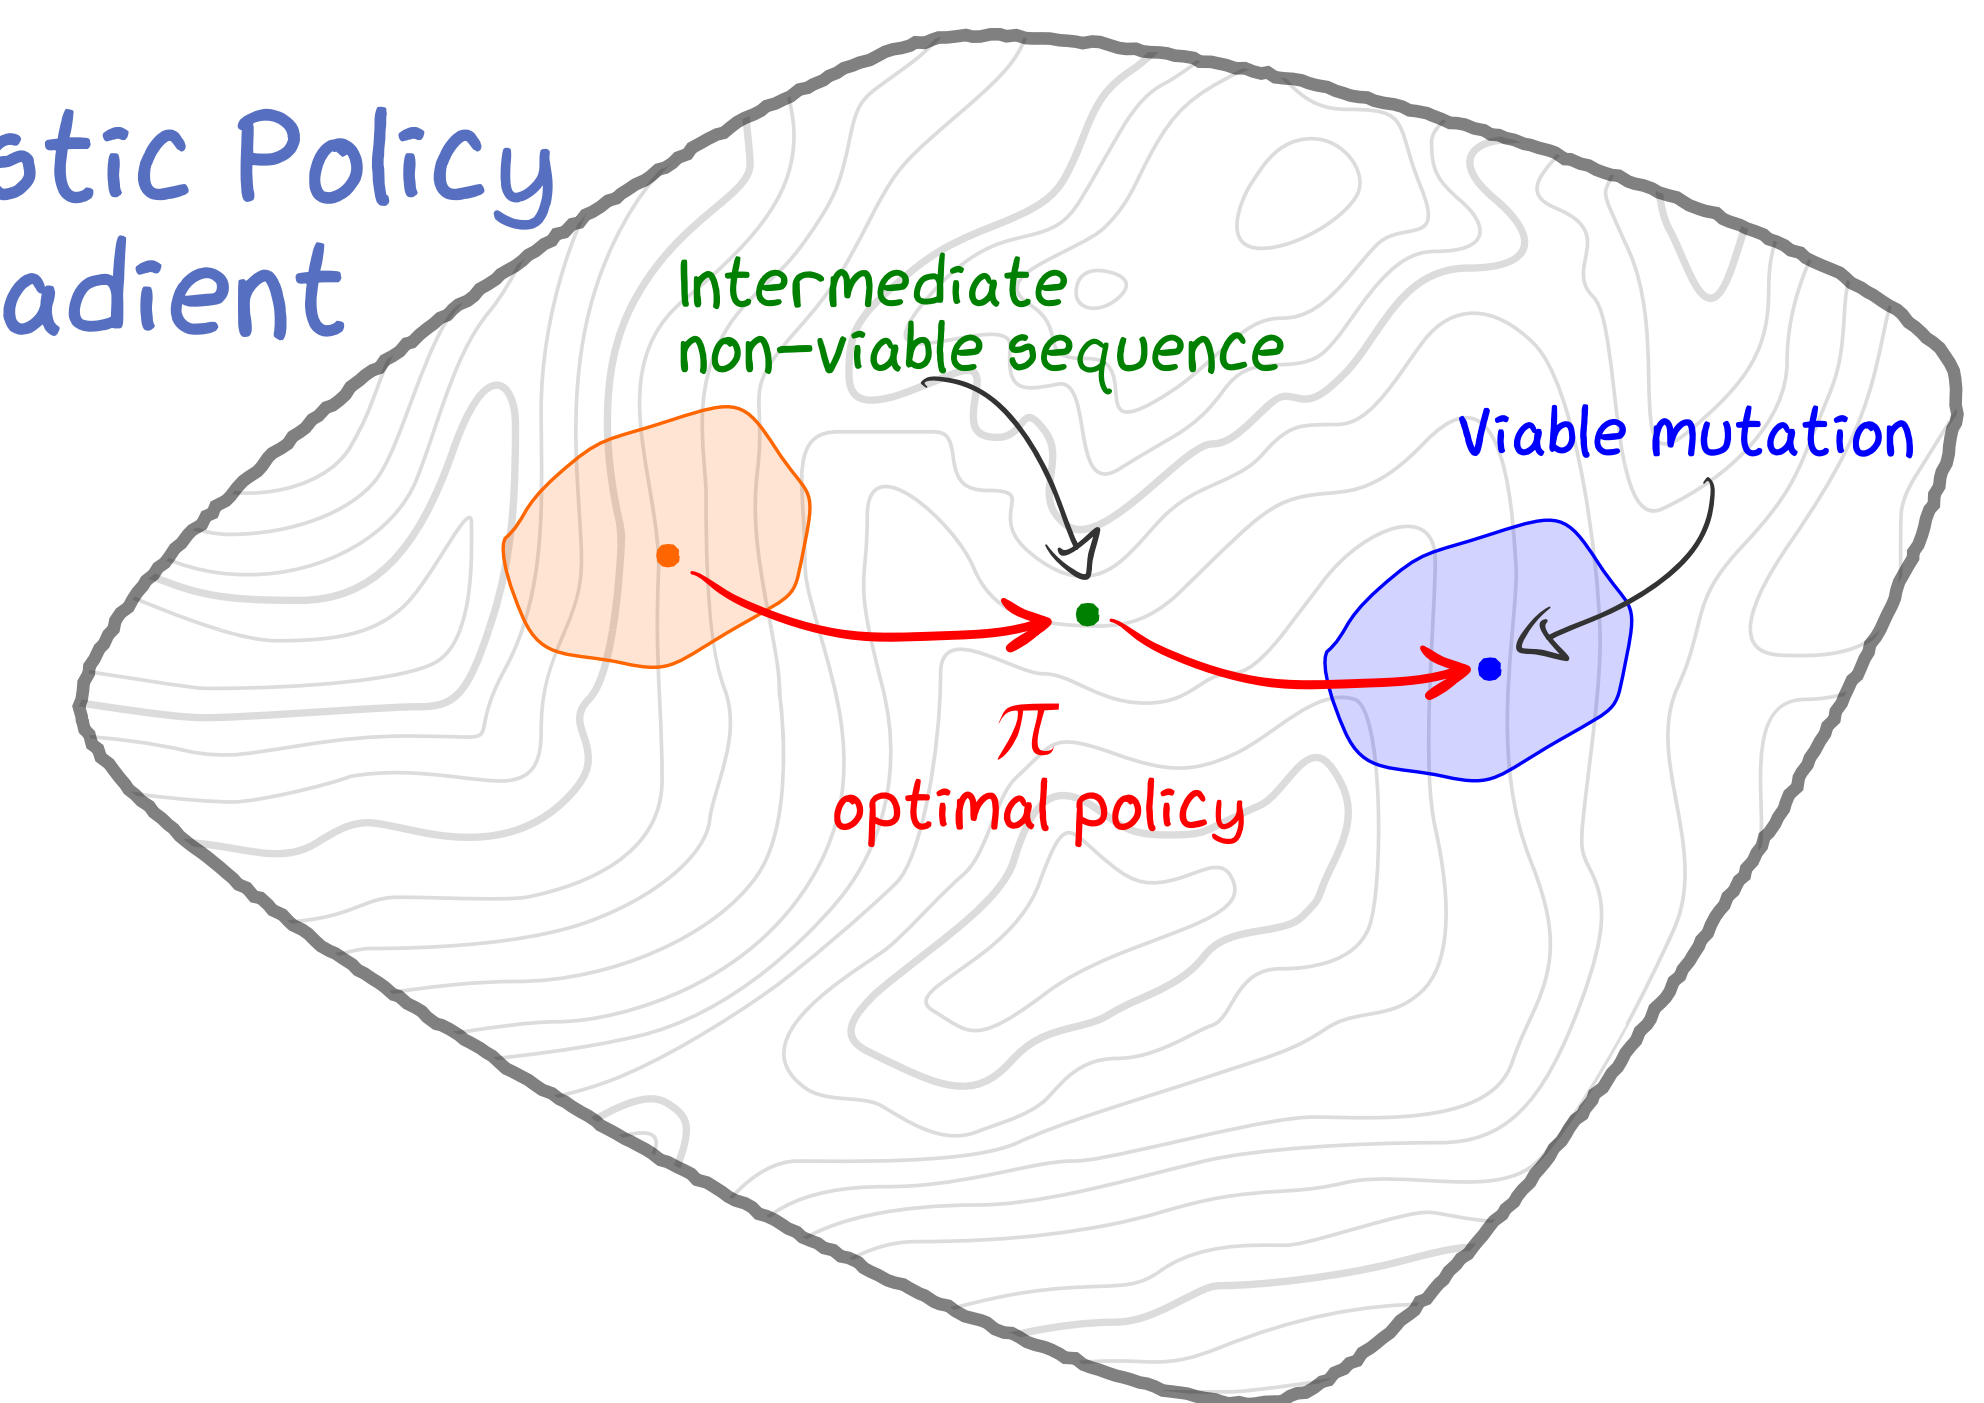 stic Policy
adient
Intermediate
non-viable sequence
Viable mutation
π
optimal policy